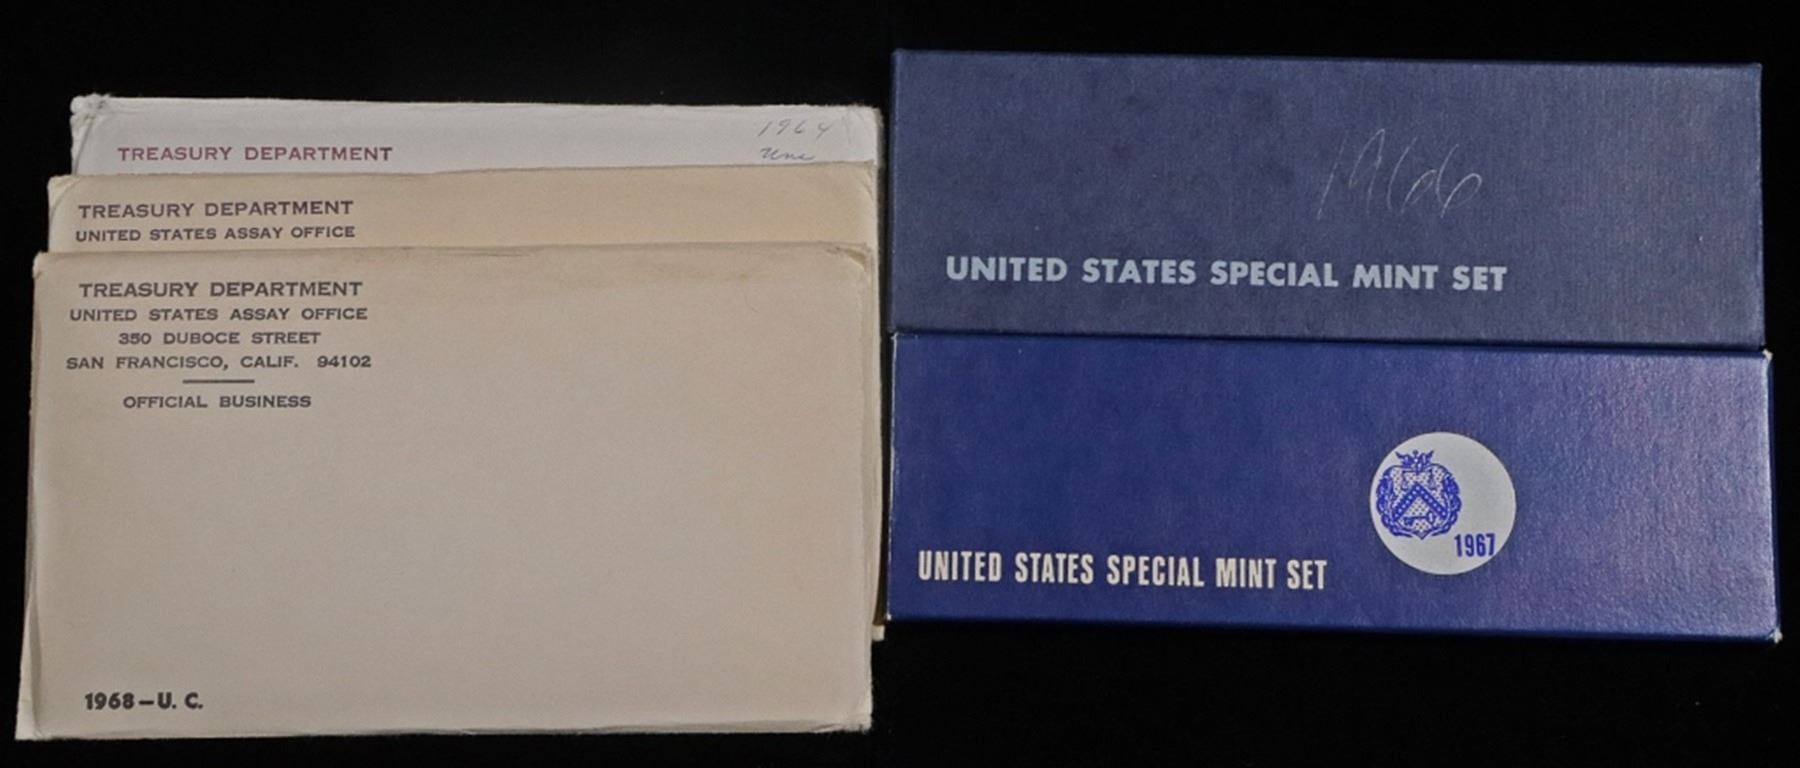 TREASURY DEPARTMENT
1964
Unc
TREASURY DEPARTMENT
UNITED STATES ASSAY OFFICE
TREASURY DEPARTMENT
UNITED STATES ASSAY OFFICE
350 DUBOCE STREET
SAN FRANCISCO, CALIF. 94102
OFFICIAL BUSINESS
1968-U. C.
1966
UNITED STATES SPECIAL MINT SET
1967
UNITED STATES SPECIAL MINT SET